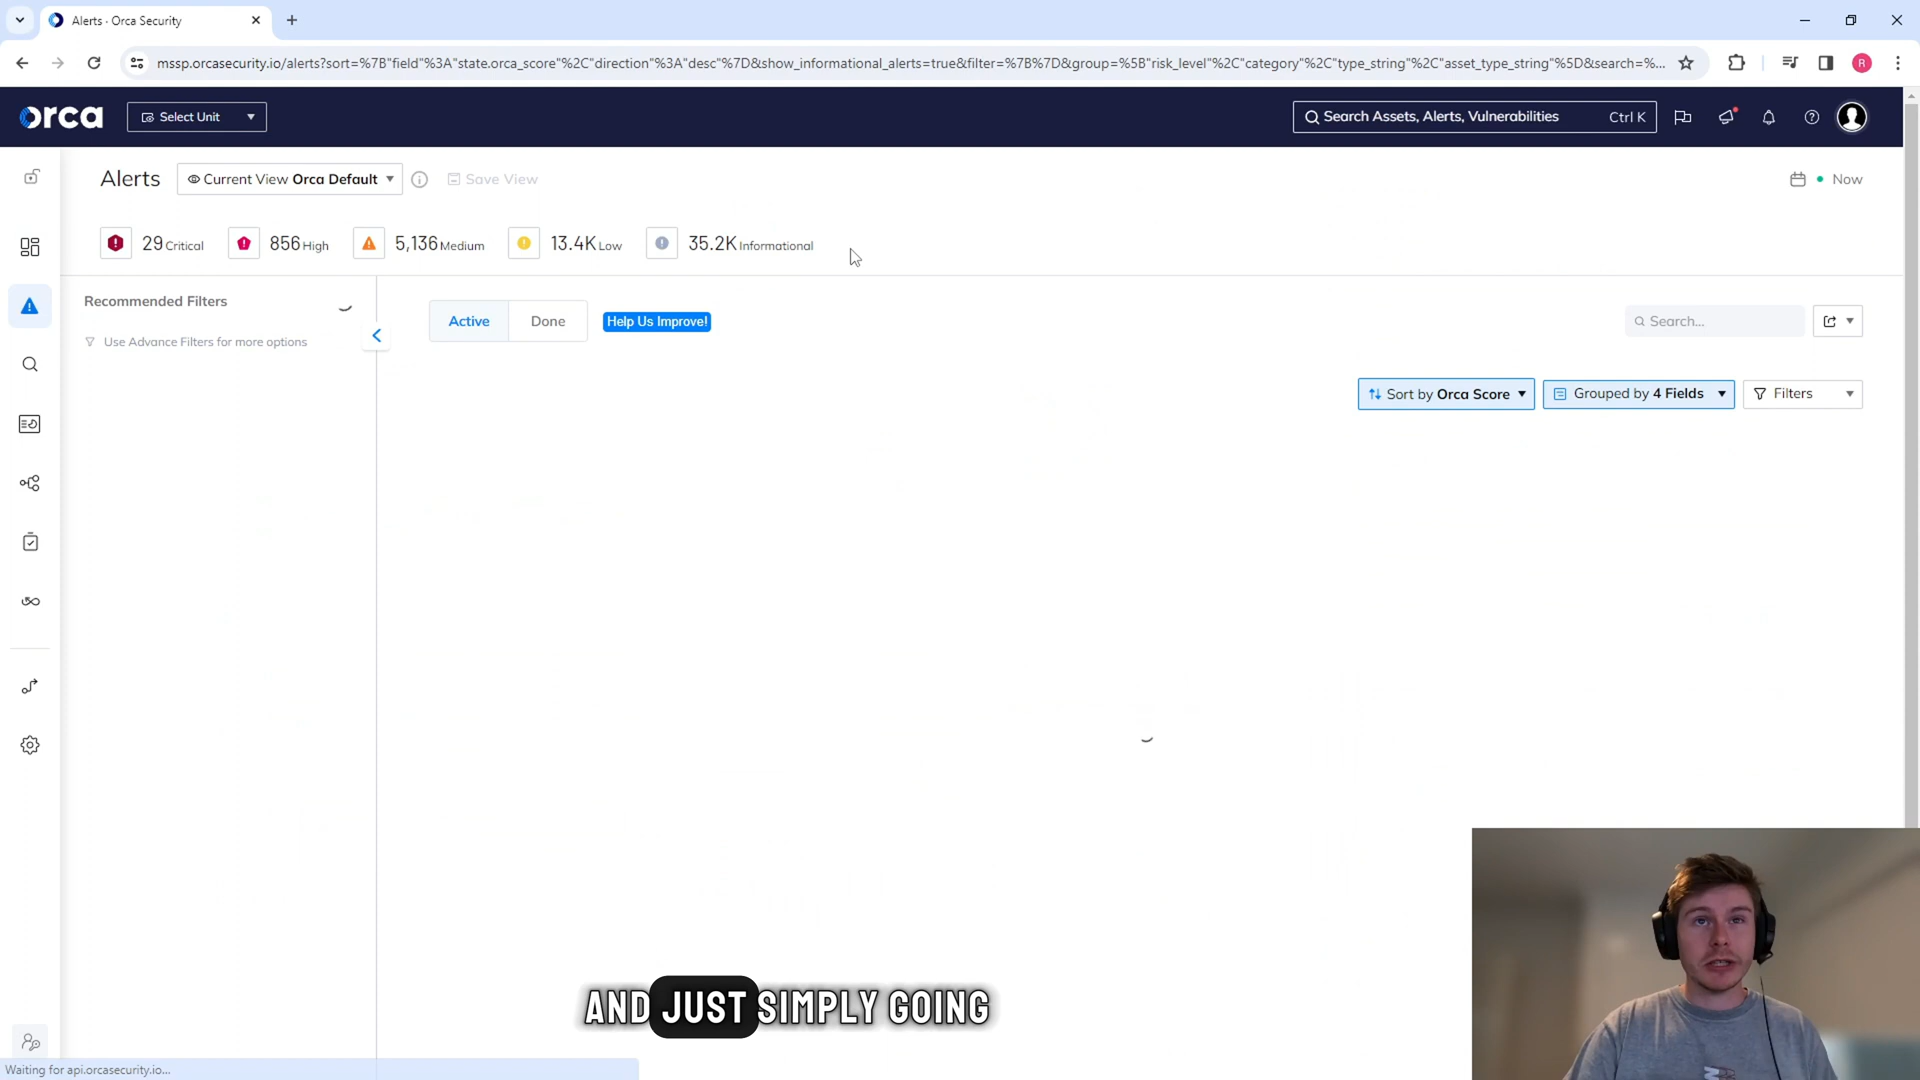 Alerts - Orca Security
mssp.orcasecurity.io/alerts?sort=%7B"field"%3A"state.orca_score"%2C"direction"%3A"desc"%7D&show_informational_alerts=true&filter=%7B%7D&group=%5B"risk_level"%2C"category"%2C"type_string"%2C"asset_type_string"%5D&search=%...
R
orca
Select Unit
Search Assets, Alerts, Vulnerabilities Ctrl K
Alerts
Current View Orca Default
Save View
Now
29 Critical
856 High
5,136 Medium
13.4K Low
35.2K Informational
Recommended Filters
Use Advance Filters for more options
Active
Done
Help Us Improve!
Search...
Sort by Orca Score
Grouped by 4 Fields
Filters
AND JUST SIMPLY GOING
Waiting for api.orcasecurity.io...